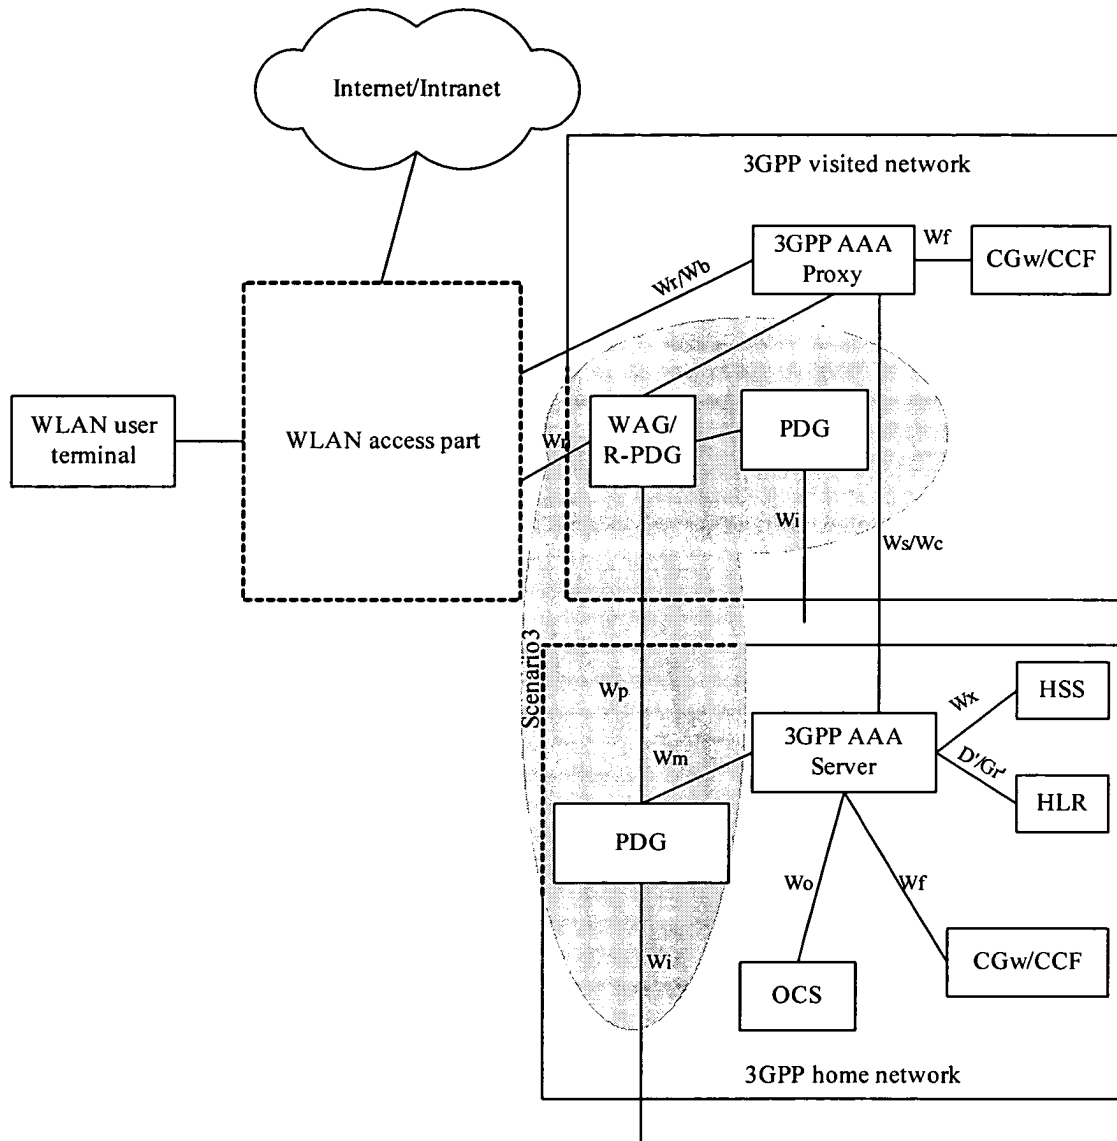 Internet/Intranet
3GPP visited network
3GPP AAA
Proxy
Wf
CGw/CCF
Wr/Wb
WLAN user
terminal
WLAN access part
Wn
WAG/
R-PDG
PDG
Wi
Ws/Wc
Scenario3
Wp
Wm
3GPP AAA
Server
Wx
HSS
D'/Gr'
HLR
PDG
Wo
Wf
Wi
OCS
CGw/CCF
3GPP home network